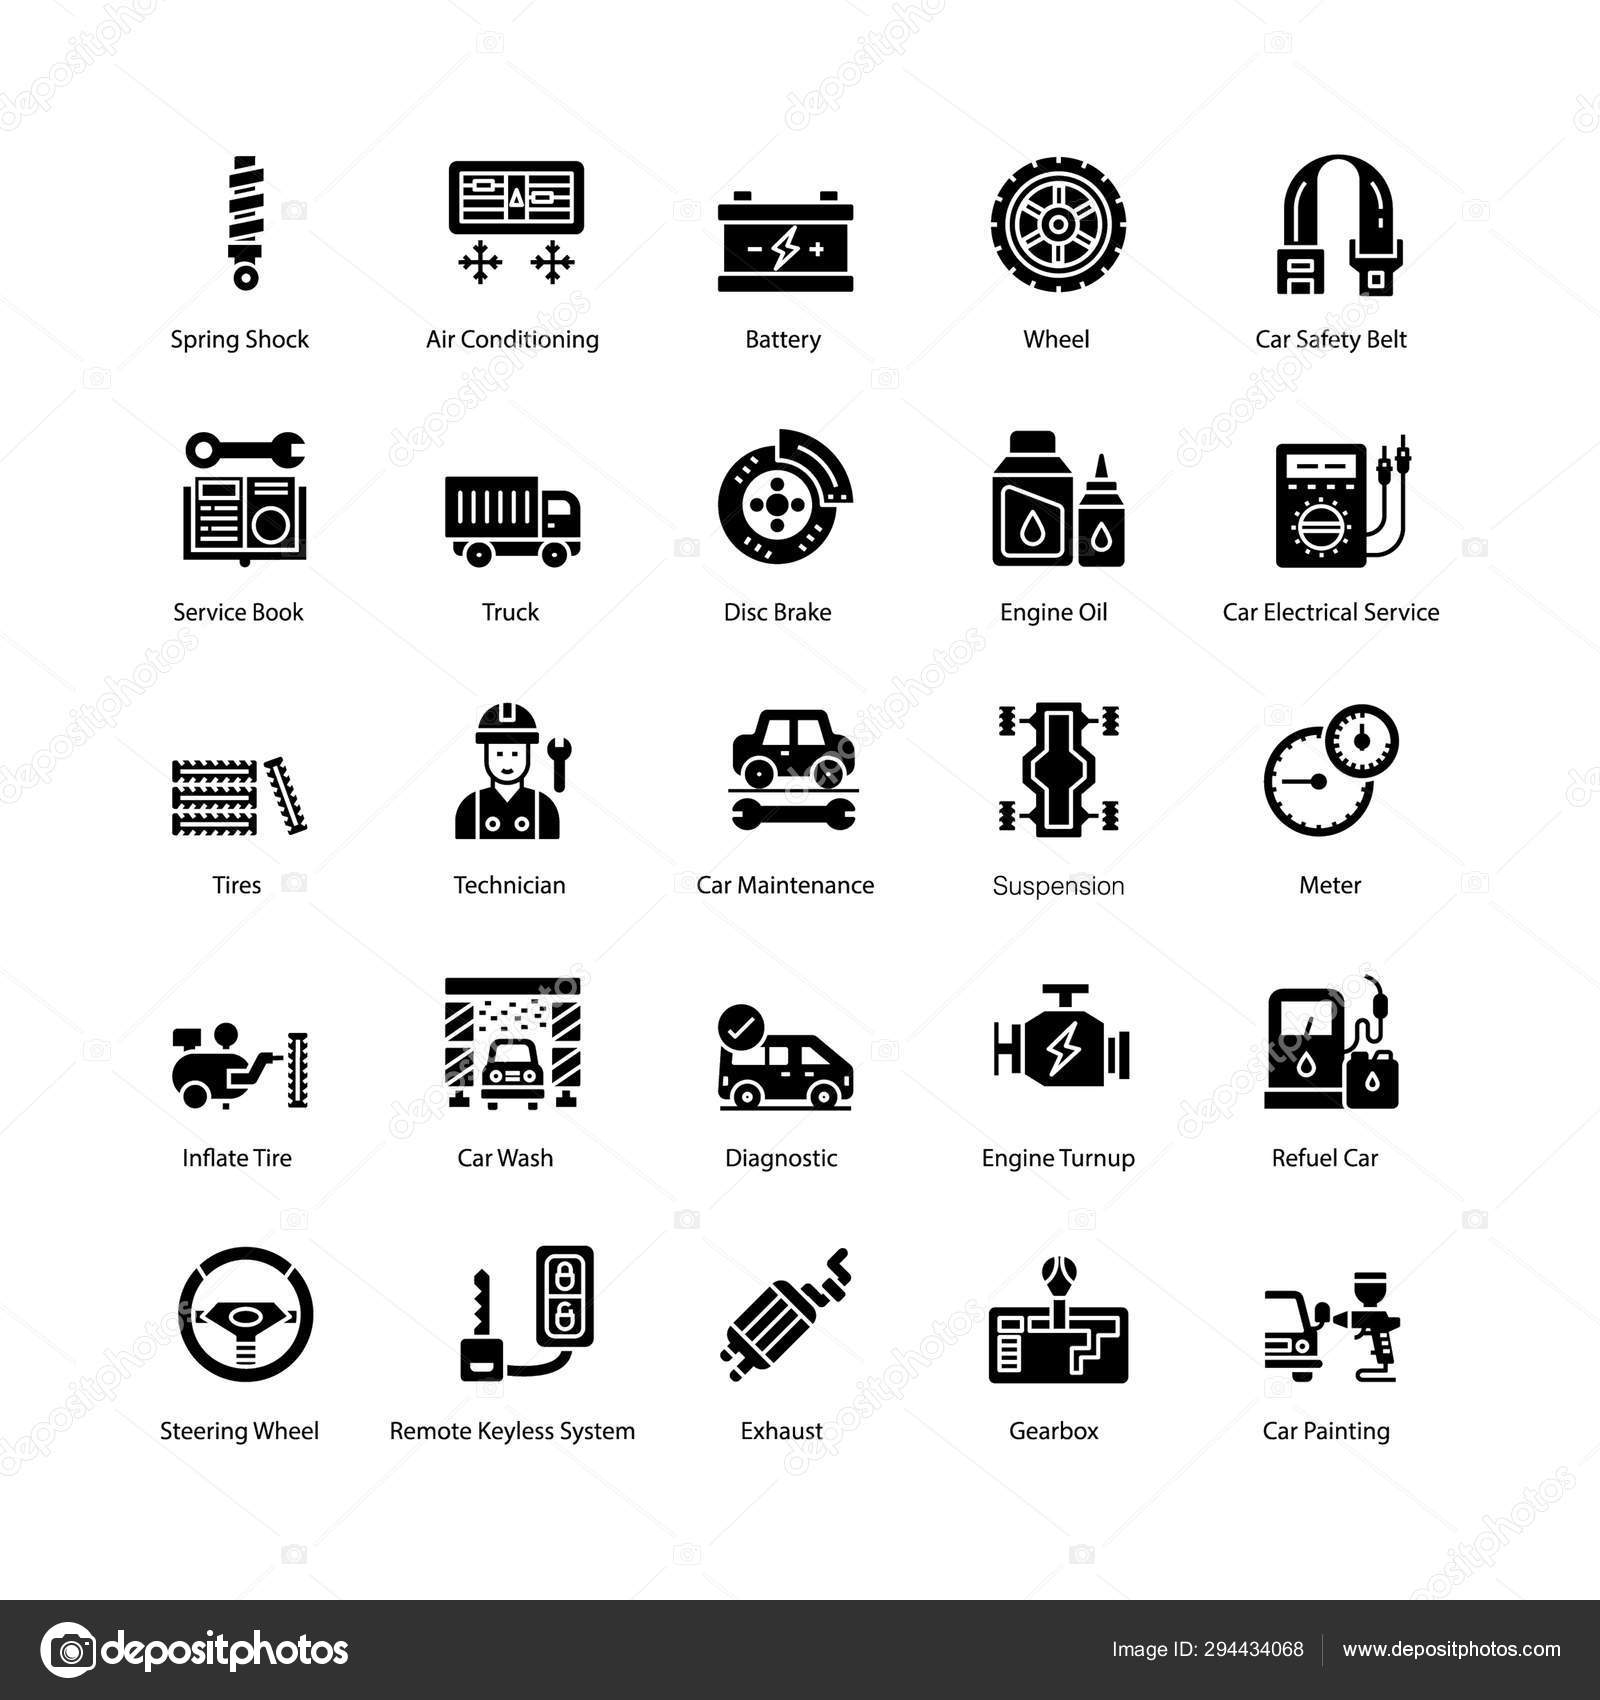 Spring Shock
Air Conditioning
Battery
Wheel
Car Safety Belt
Service Book
Truck
Disc Brake
Engine Oil
Car Electrical Service
Tires
Technician
Car Maintenance
Suspension
Meter
Inflate Tire
Car Wash
Diagnostic
Engine Turnup
Refuel Car
Steering Wheel
Remote Keyless System
Exhaust
Gearbox
Car Painting
depositphotos
Image ID: 294434068
www.depositphotos.com